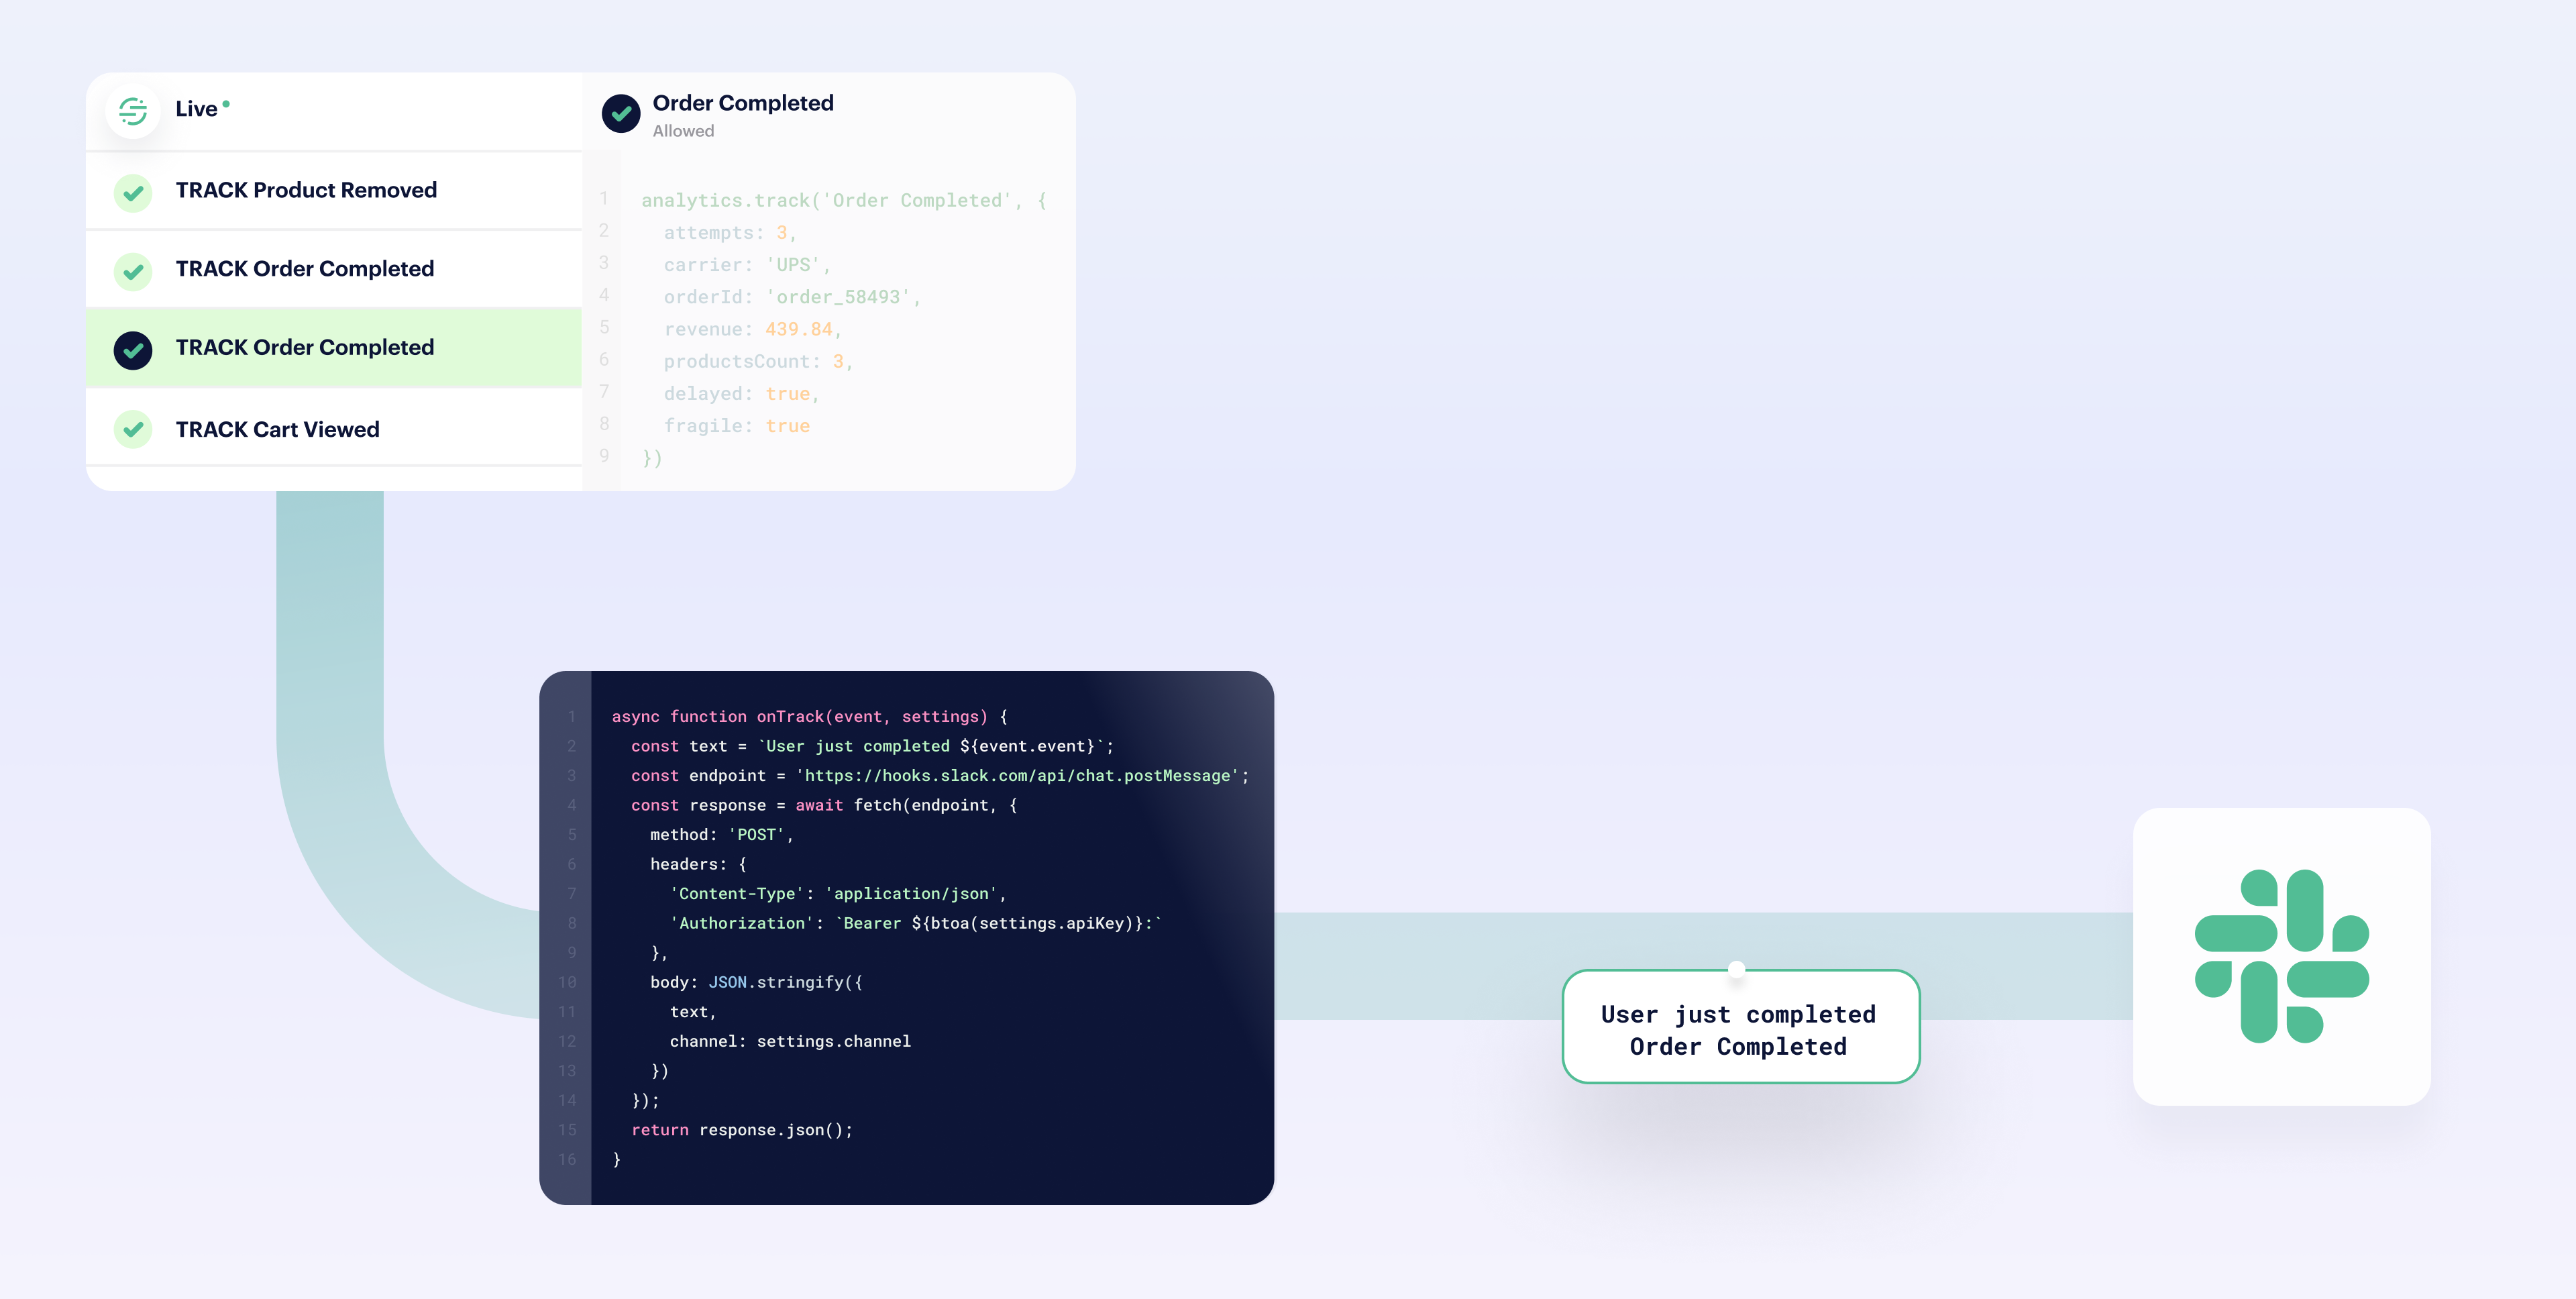 Live
TRACK Product Removed
TRACK Order Completed
TRACK Order Completed
TRACK Cart Viewed
Order Completed
Allowed
1 analytics.track('Order Completed', {
2   attempts: 3,
3   carrier: 'UPS',
4   orderId: 'order_58493',
5   revenue: 439.84,
6   productsCount: 3,
7   delayed: true,
8   fragile: true
9 })
1 async function onTrack(event, settings) {
2   const text = `User just completed ${event.event}`;
3   const endpoint = 'https://hooks.slack.com/api/chat.postMessage';
4   const response = await fetch(endpoint, {
5     method: 'POST',
6     headers: {
7       'Content-Type': 'application/json',
8       'Authorization': `Bearer ${btoa(settings.apiKey)}:`
9     },
10     body: JSON.stringify({
11       text,
12       channel: settings.channel
13     })
14   });
15   return response.json();
16 }
User just completed
Order Completed